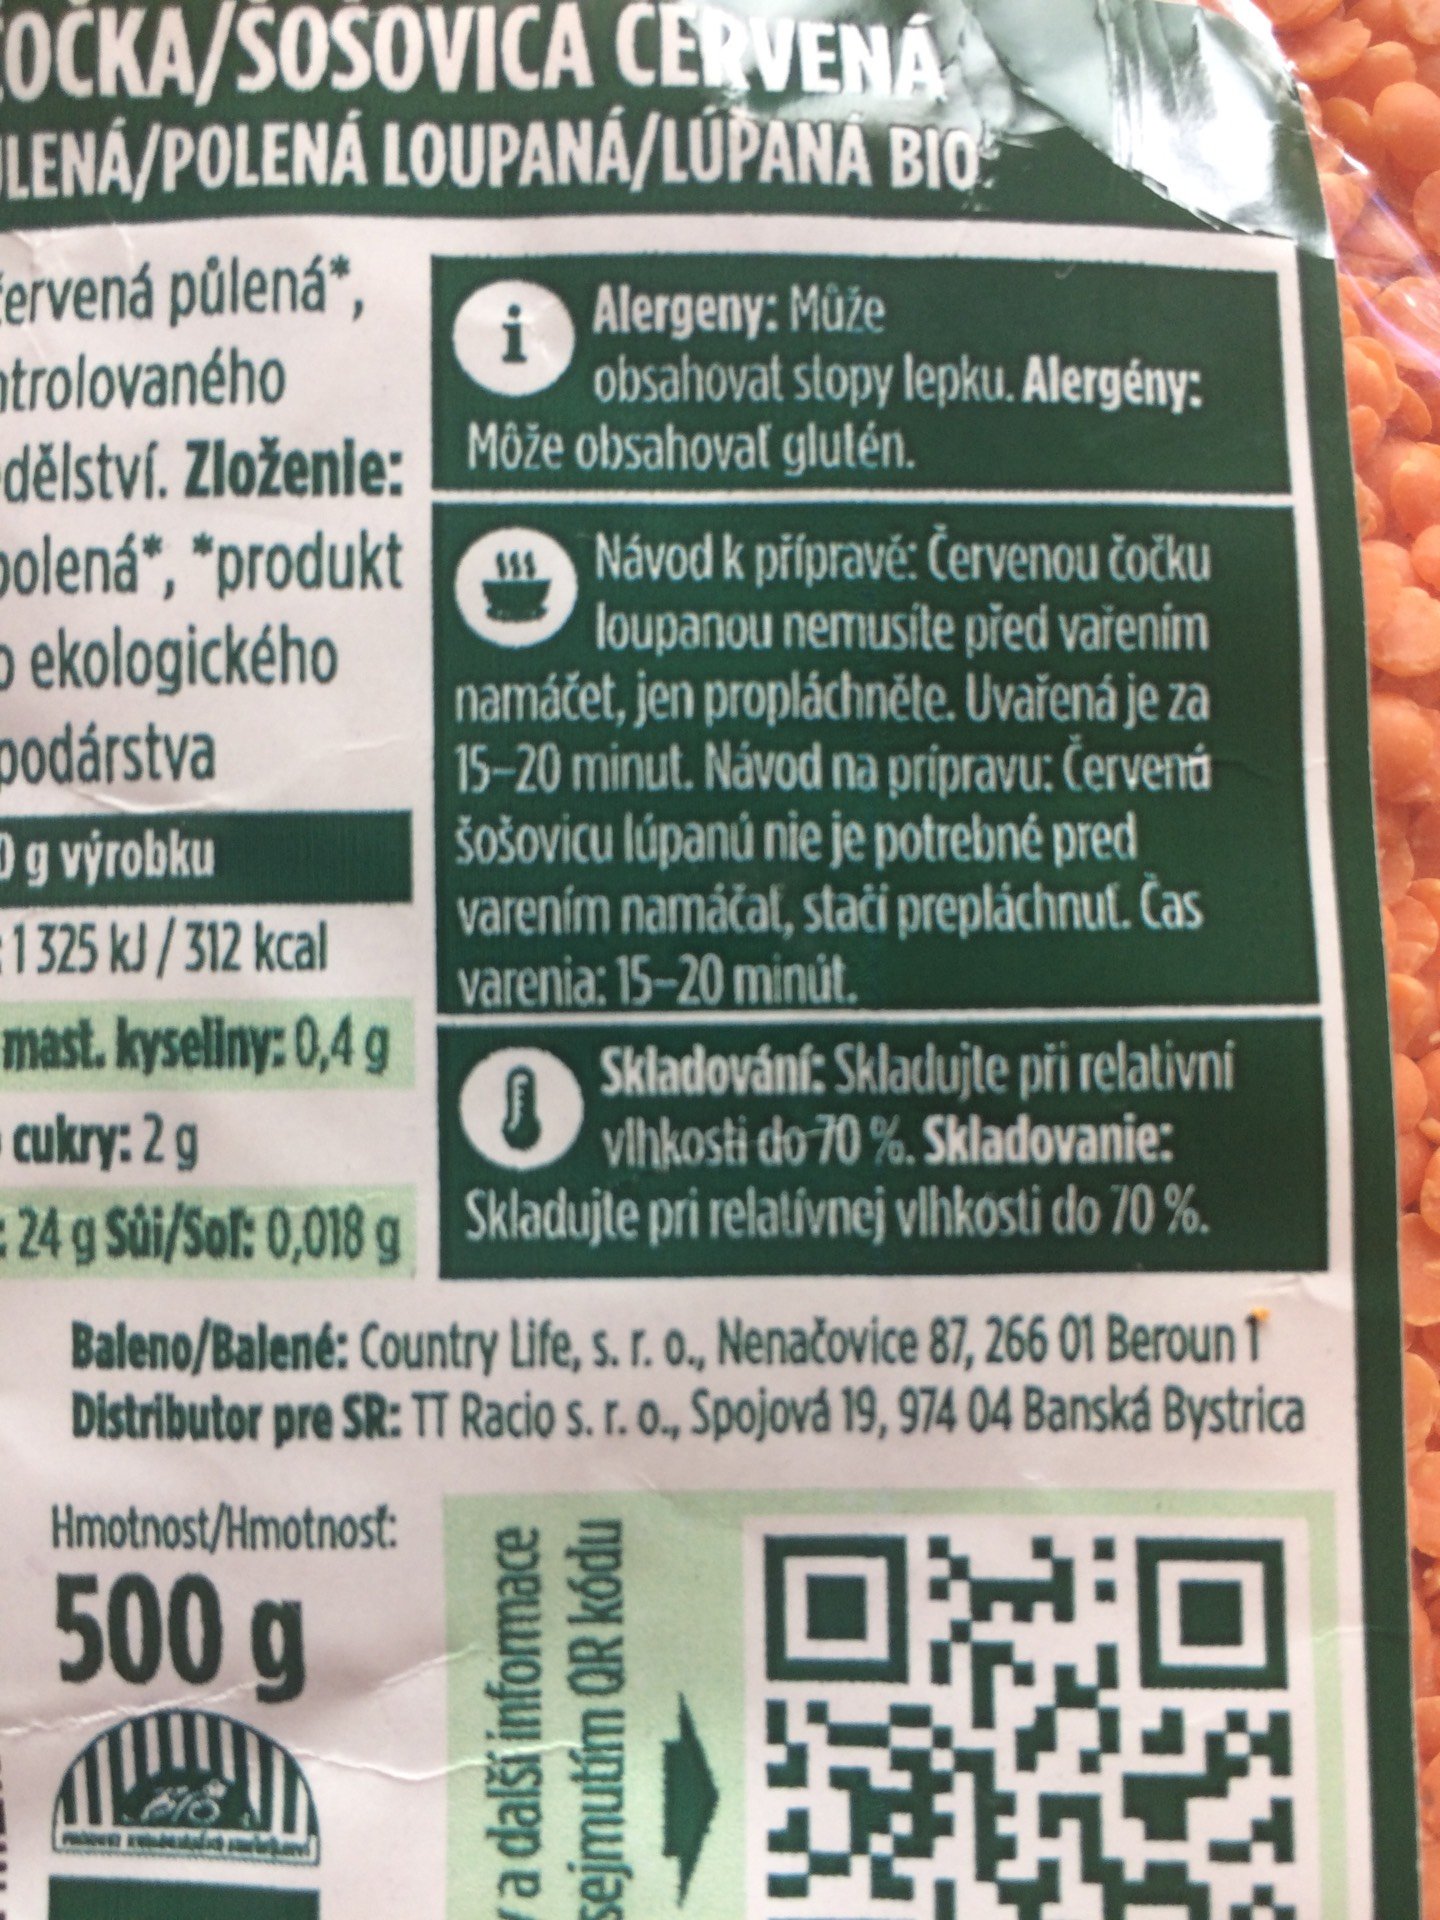 ČOČKA/ŠOŠOVICA ČERVENÁ
PŮLENÁ/POLENÁ LOUPANÁ/LÚPANÁ BIO
červená půlená*,
ntrolovaného
dělství. Zloženie:
polená*, *produkt
o ekologického
podárstva
0 g výrobku
: 1 325 kJ / 312 kcal
mast. kyseliny: 0,4 g
cukry: 2 g
: 24 g Sůl/Soľ: 0,018 g
i Alergeny: Může
obsahovat stopy lepku. Alergény:
Môže obsahovať glutén.
Návod k přípravě: Červenou čočku
loupanou nemusíte před vařením
namáčet, jen propláchněte. Uvařená je za
15–20 minut. Návod na prípravu: Červenú
šošovicu lúpanú nie je potrebné pred
varením namáčať, stačí prepláchnuť. Čas
varenia: 15–20 minút.
Skladování: Skladujte při relativní
vlhkosti do 70 %. Skladovanie:
Skladujte pri relatívnej vlhkosti do 70 %.
Baleno/Balené: Country Life, s. r. o., Nenačovice 87, 266 01 Beroun 1
Distributor pre SR: TT Racio s. r. o., Spojová 19, 974 04 Banská Bystrica
Hmotnost/Hmotnosť:
500 g
BIO
PRODUKT EKOLOGICKÉHO ZEMĚDĚLSTVÍ
y a další informace
sejmutím QR kódu